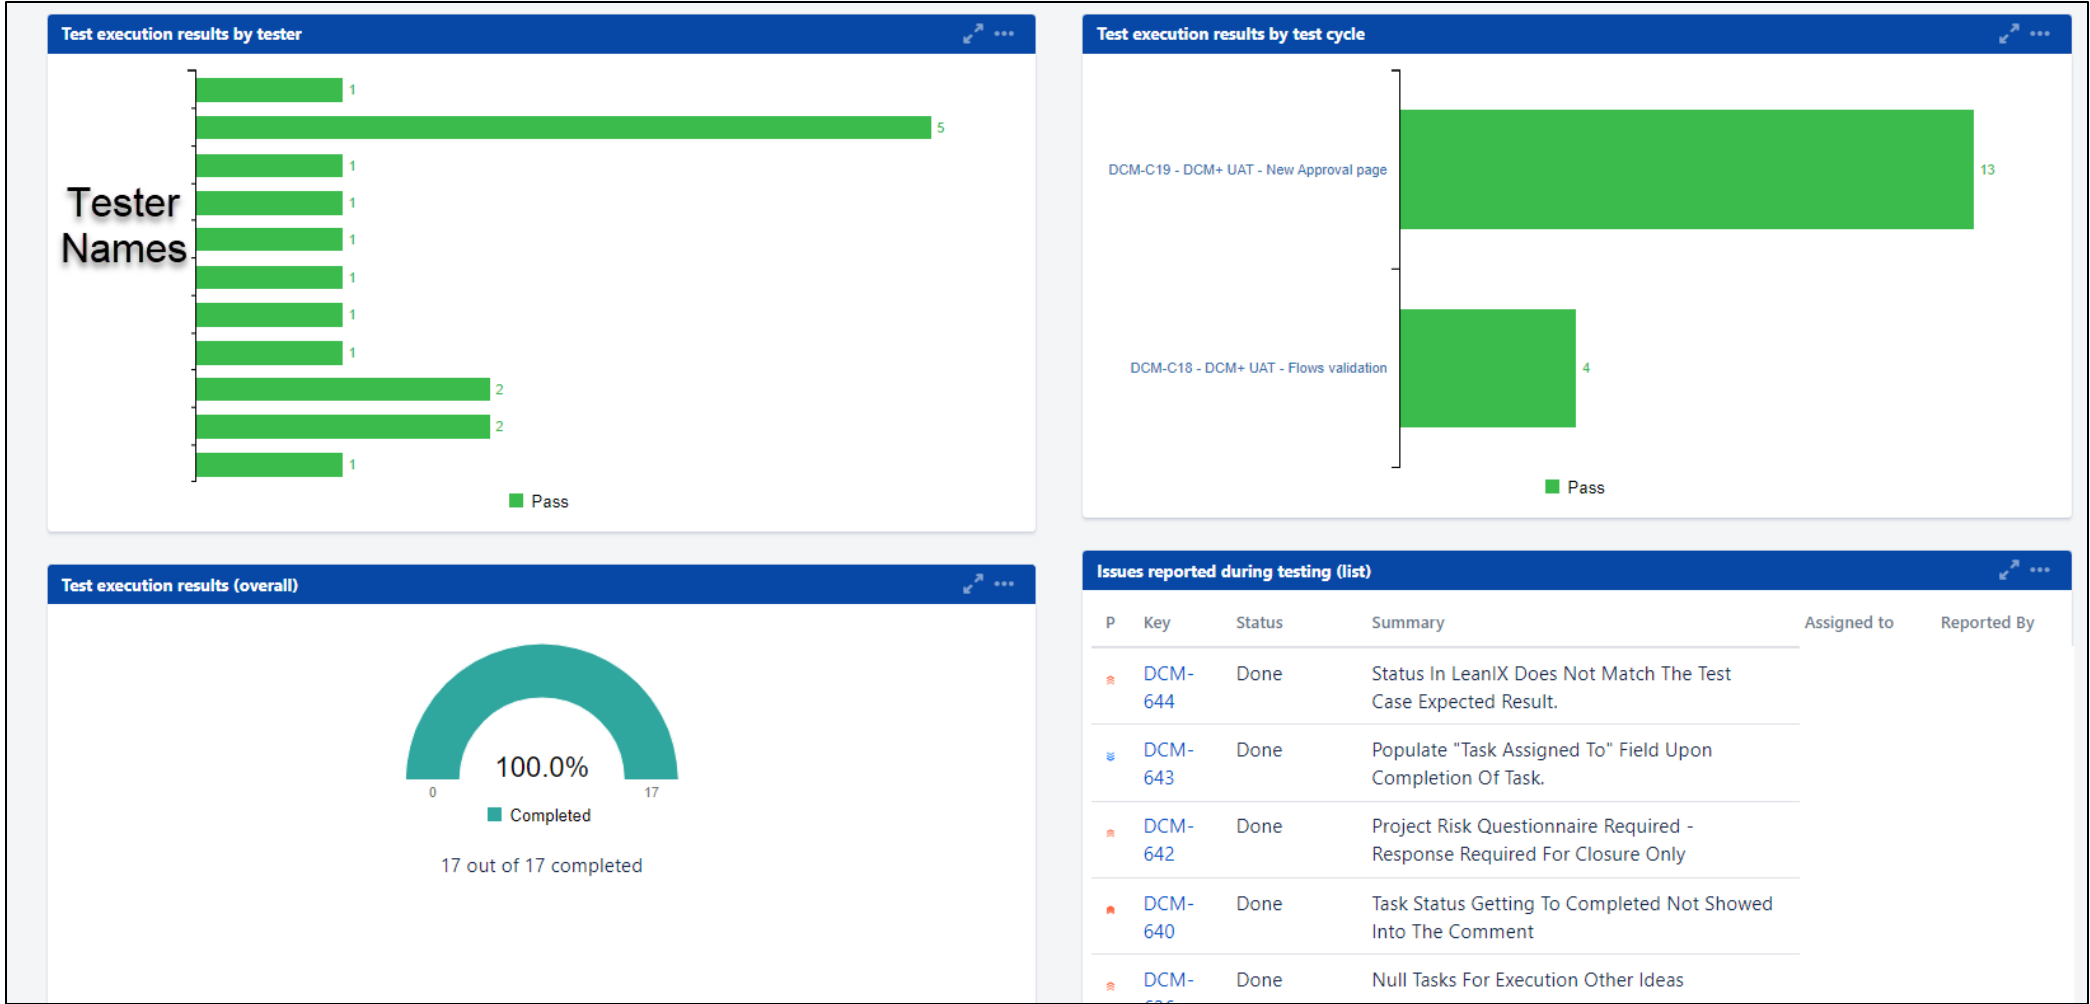 Test execution results by tester
1
5
1
Tester
1
Names
1
1
1
1
2
2
1
Pass
Test execution results by test cycle
DCM-C19 - DCM+ UAT - New Approval page
13
DCM-C18 - DCM+ UAT - Flows validation
4
Pass
Test execution results (overall)
100.0%
0 17
Completed
17 out of 17 completed
Issues reported during testing (list)
P Key Status Summary Assigned to Reported By
DCM- Done Status In LeanIX Does Not Match The Test
644 Case Expected Result.
DCM- Done Populate "Task Assigned To" Field Upon
643 Completion Of Task.
DCM- Done Project Risk Questionnaire Required -
642 Response Required For Closure Only
DCM- Done Task Status Getting To Completed Not Showed
640 Into The Comment
DCM- Done Null Tasks For Execution Other Ideas